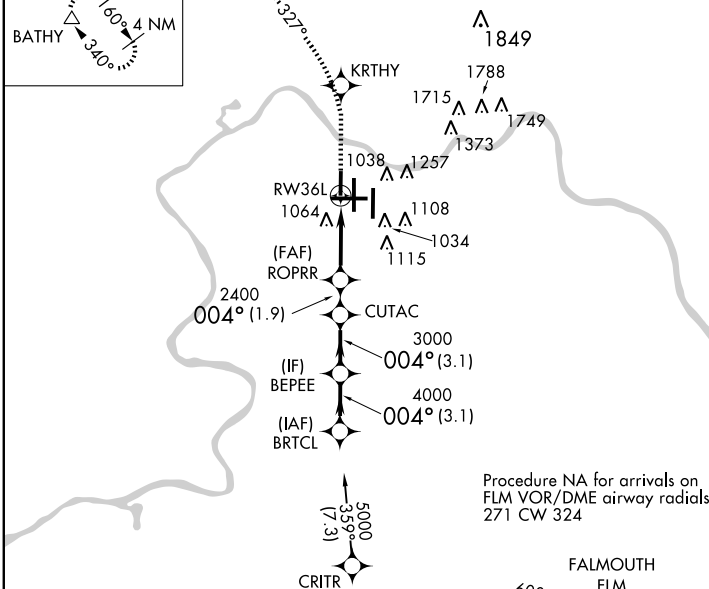 160°
4 NM
BATHY
340°
327°
1849
KRTHY
1788
1715
1749
1373
1038
1257
RW36L
1064
1108
1034
1115
(FAF)
ROPRR
2400
004° (1.9)
CUTAC
3000
004° (3.1)
(IF)
BEPEE
4000
004° (3.1)
(IAF)
BRTCL
5000
359°
(7.3)
CRITR
Procedure NA for arrivals on
FLM VOR/DME airway radials
271 CW 324
FALMOUTH
FLM